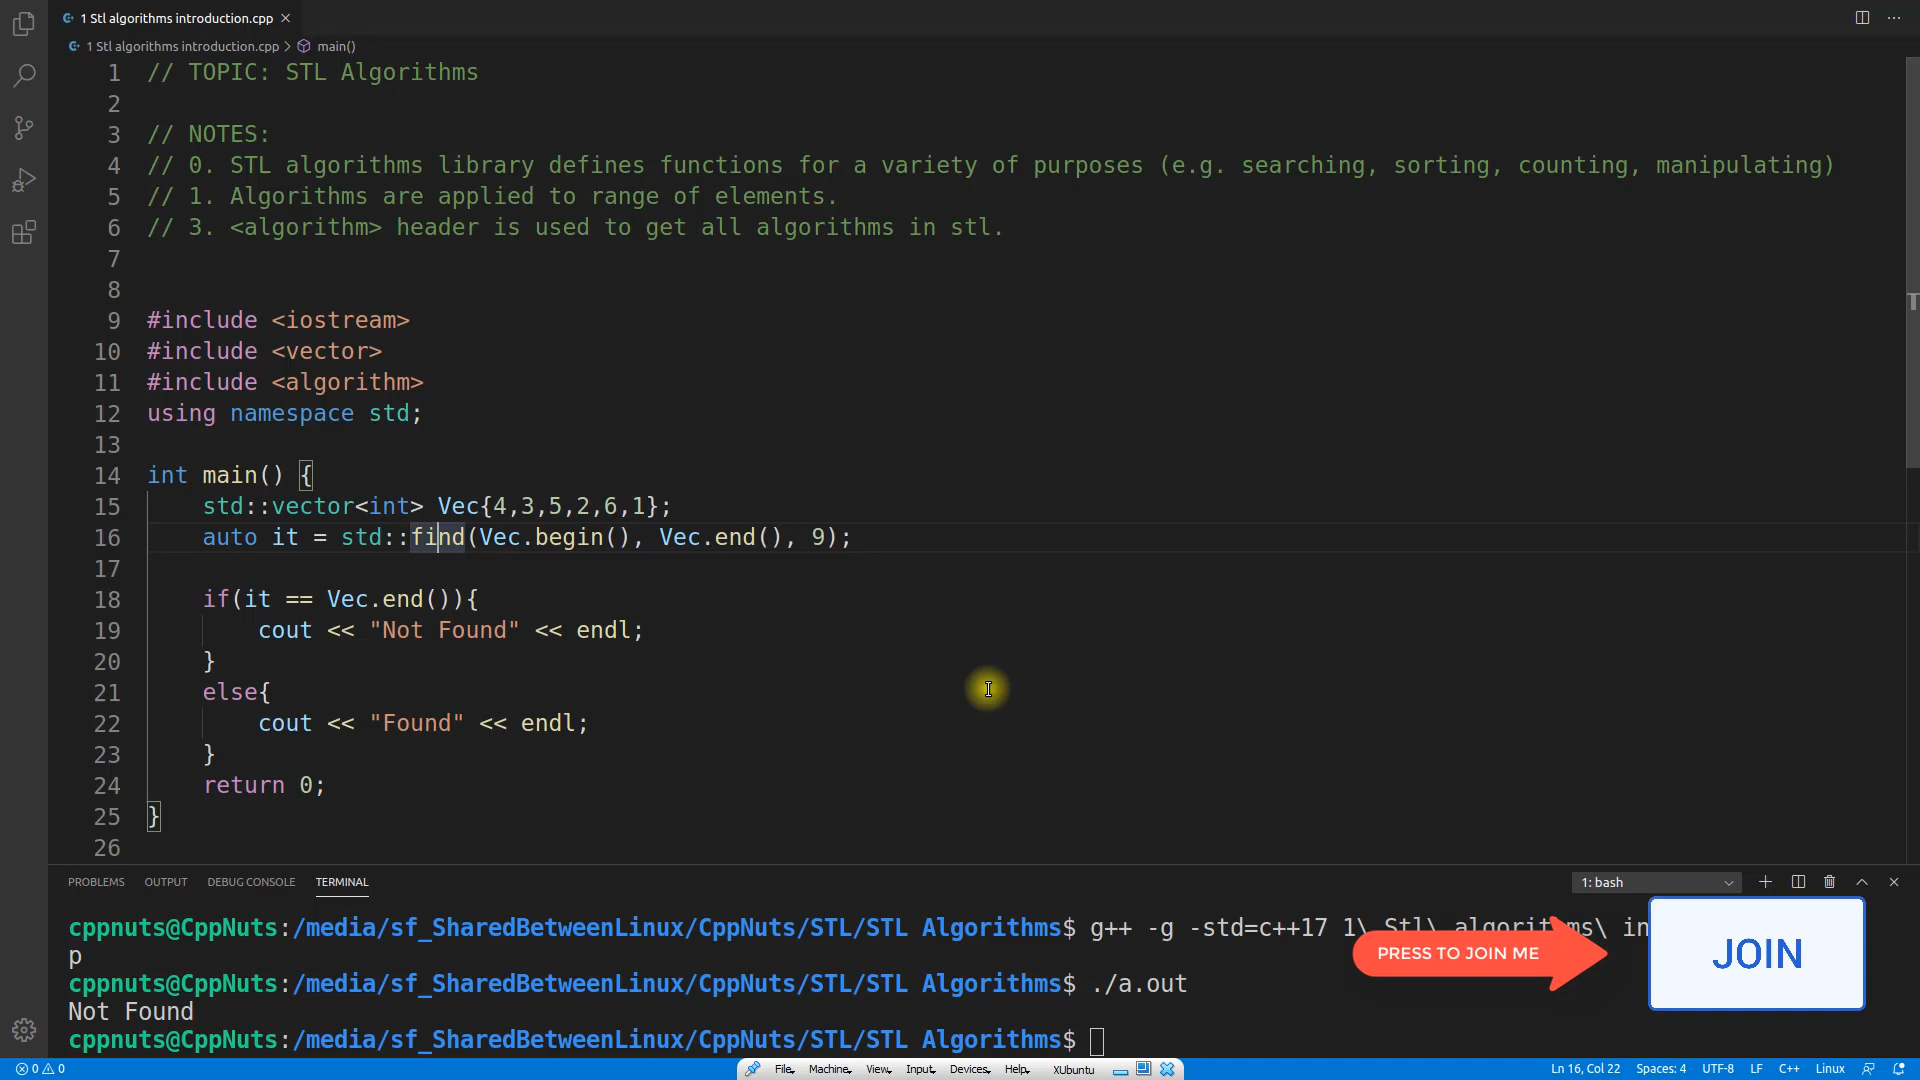 1 Stl algorithms introduction.cpp
1 Stl algorithms introduction.cpp > main()
1 // TOPIC: STL Algorithms
2
3 // NOTES:
4 // 0. STL algorithms library defines functions for a variety of purposes (e.g. searching, sorting, counting, manipulating)
5 // 1. Algorithms are applied to range of elements.
6 // 3. <algorithm> header is used to get all algorithms in stl.
7
8
9 #include <iostream>
10 #include <vector>
11 #include <algorithm>
12 using namespace std;
13
14 int main() {
15 std::vector<int> Vec{4,3,5,2,6,1};
16 auto it = std::find(Vec.begin(), Vec.end(), 9);
17
18 if(it == Vec.end()){
19 cout << "Not Found" << endl;
20 }
21 else{
22 cout << "Found" << endl;
23 }
24 return 0;
25 }
26
PROBLEMS OUTPUT DEBUG CONSOLE TERMINAL 1: bash
cppnuts@CppNuts:/media/sf_SharedBetweenLinux/CppNuts/STL/STL Algorithms$ g++ -g -std=c++17 1\ Stl\ algorithms\ in
p
cppnuts@CppNuts:/media/sf_SharedBetweenLinux/CppNuts/STL/STL Algorithms$ ./a.out
Not Found
cppnuts@CppNuts:/media/sf_SharedBetweenLinux/CppNuts/STL/STL Algorithms$
PRESS TO JOIN ME
JOIN
0 0 File Machine View Input Devices Help XUbuntu Ln 16, Col 22 Spaces: 4 UTF-8 LF C++ Linux